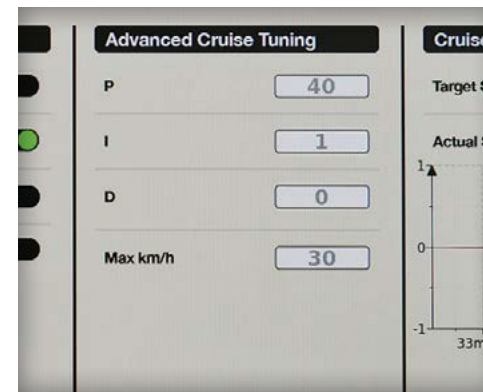 Advanced Cruise Tuning
P 40
I 1
D 0
Max km/h 30
Cruise
Target
Actual
1
0
-1
33m